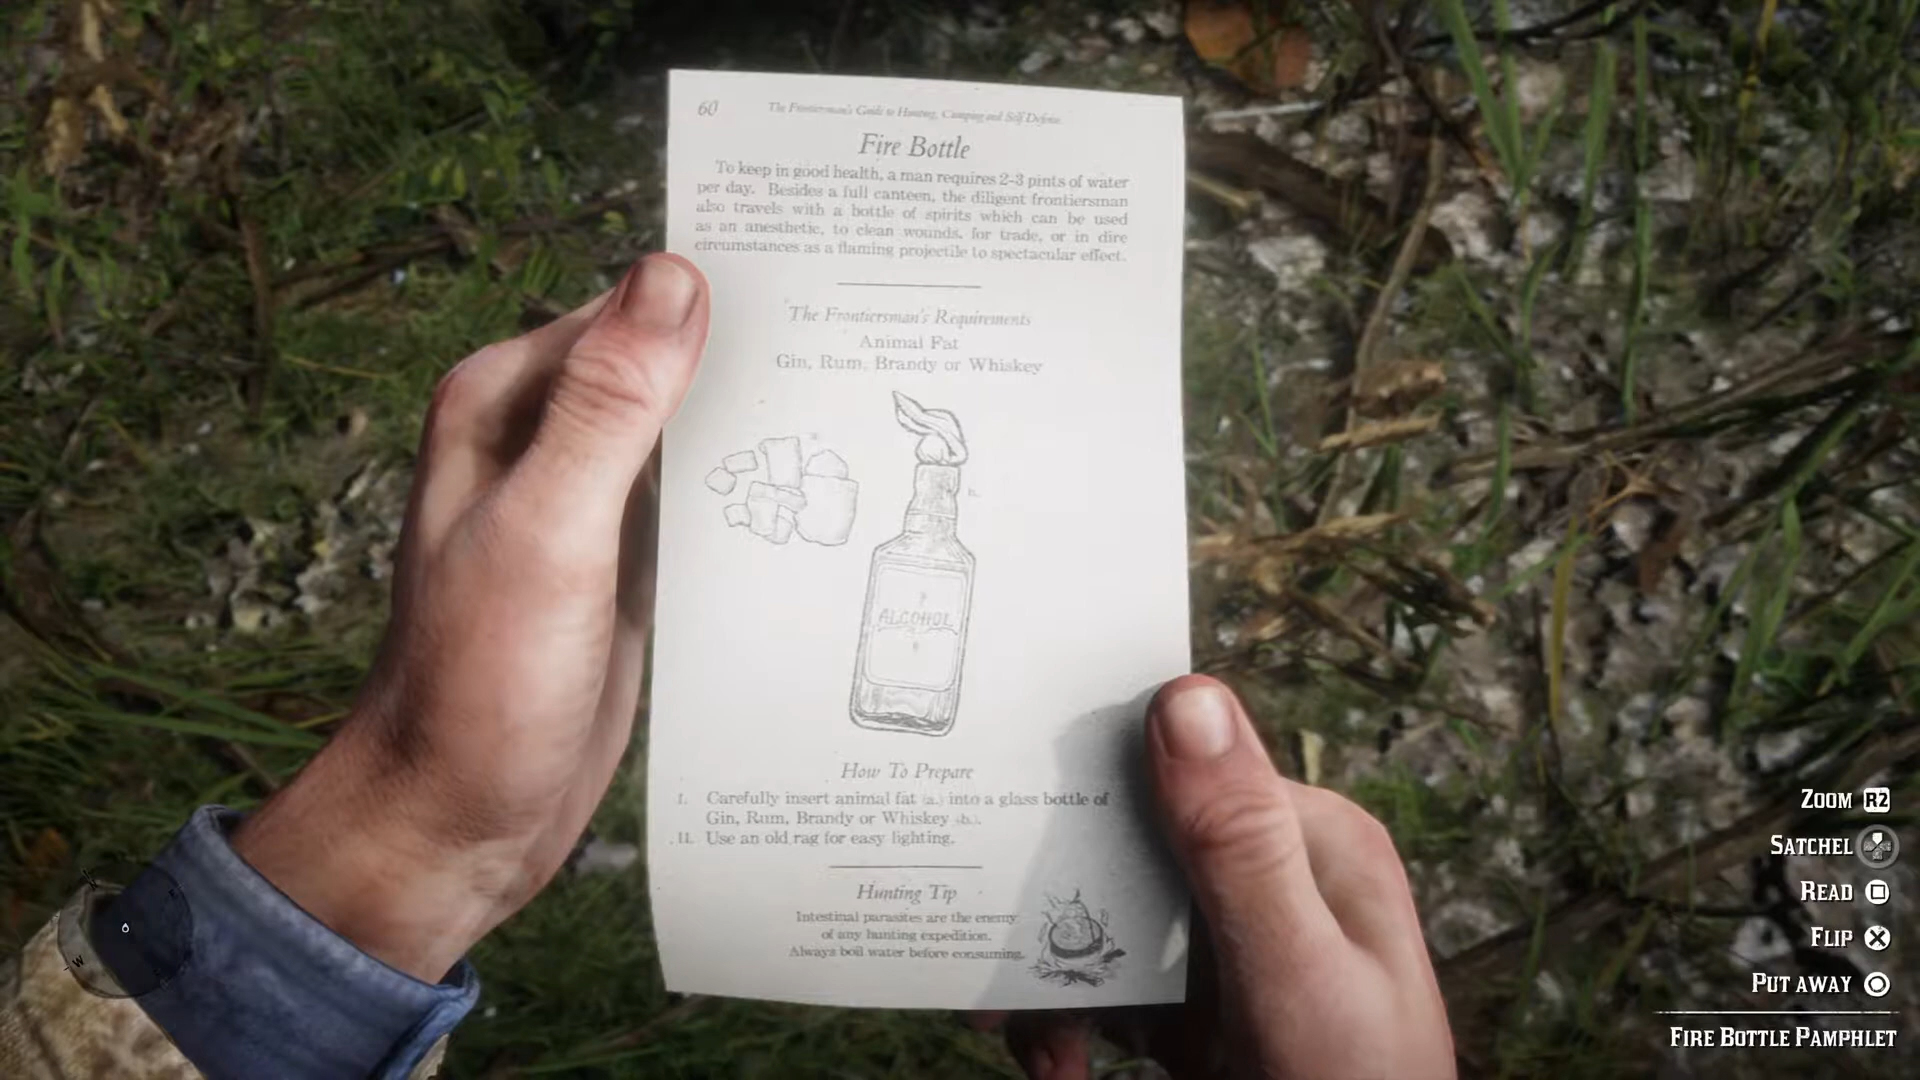 60
The Frontiersman's Guide to Hunting, Camping and Self Defense
Fire Bottle
To keep in good health, a man requires 2-3 pints of water
per day. Besides a full canteen, the diligent frontiersman
also travels with a bottle of spirits which can be used
as an anesthetic, to clean wounds, for trade, or in dire
circumstances as a flaming projectile to spectacular effect.
The Frontiersman's Requirements
Animal Fat
Gin, Rum, Brandy or Whiskey
b.
ALCOHOL
How To Prepare
I. Carefully insert animal fat (a.) into a glass bottle of
Gin, Rum, Brandy or Whiskey (b.).
II. Use an old rag for easy lighting.
Hunting Tip
Intestinal parasites are the enemy
of any hunting expedition.
Always boil water before consuming.
W
ZOOM R2
SATCHEL
READ
FLIP
PUT AWAY
FIRE BOTTLE PAMPHLET